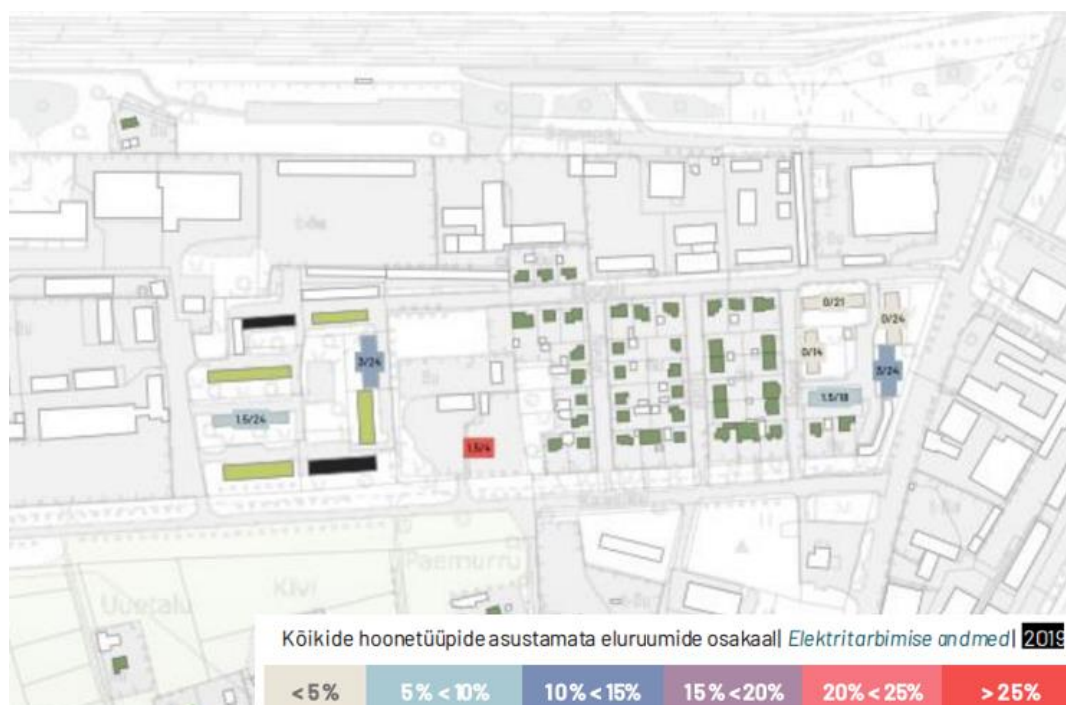 0/21
0/24
3/24
0/14
3/24
1.5/24
1.5/18
1.5/4
Paemurru
Kivi
Uuetalu
Kõikide hoonetüüpide asustamata eluruumide osakaal| Elektritarbimise andmed| 2019
<5% 5%<10% 10%<15% 15%<20% 20%<25% >25%